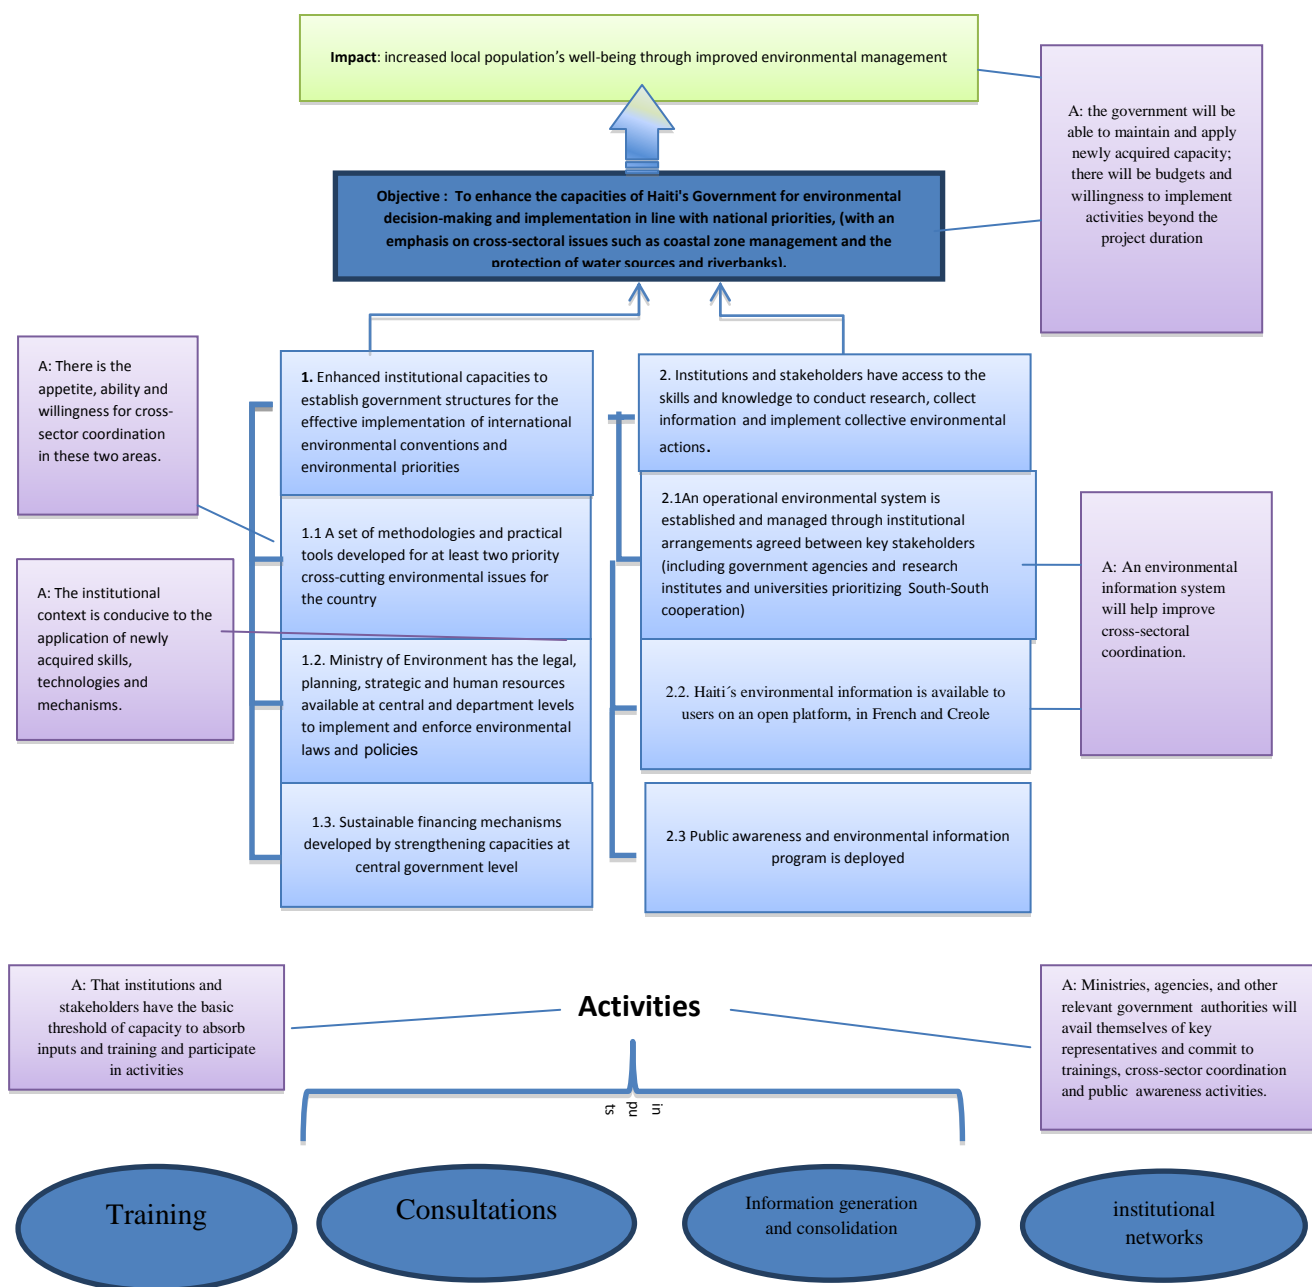 Impact: increased local population's well-being through improved environmental management
A: the government will be
able to maintain and apply
newly acquired capacity;
there will be budgets and
willingness to implement
activities beyond the
project duration
Objective :  To enhance the capacities of Haiti's Government for environmental
decision-making and implementation in line with national priorities, (with an
emphasis on cross-sectoral issues such as coastal zone management and the
protection of water sources and riverbanks).
A: There is the
appetite, ability and
willingness for cross-
sector coordination
in these two areas.
1. Enhanced institutional capacities to
establish government structures for the
effective implementation of international
environmental conventions and
environmental priorities
2. Institutions and stakeholders have access to the
skills and knowledge to conduct research, collect
information and implement collective environmental
actions.
1.1 A set of methodologies and practical
tools developed for at least two priority
cross-cutting environmental issues for
the country
2.1An operational environmental system is
established and managed through institutional
arrangements agreed between key stakeholders
(including government agencies and research
institutes and universities prioritizing South-South
cooperation)
A: An environmental
information system
will help improve
cross-sectoral
coordination.
A: The institutional
context is conducive to the
application of newly
acquired skills,
technologies and
mechanisms.
1.2. Ministry of Environment has the legal,
planning, strategic and human resources
available at central and department levels
to implement and enforce environmental
laws and policies
2.2. Haiti´s environmental information is available to
users on an open platform, in French and Creole
1.3. Sustainable financing mechanisms
developed by strengthening capacities at
central government level
2.3 Public awareness and environmental information
program is deployed
A: That institutions and
stakeholders have the basic
threshold of capacity to absorb
inputs and training and participate
in activities
Activities
A: Ministries, agencies, and other
relevant government authorities will
avail themselves of key
representatives and commit to
trainings, cross-sector coordination
and public awareness activities.
in
pu
ts
Training
Consultations
Information generation
and consolidation
institutional
networks